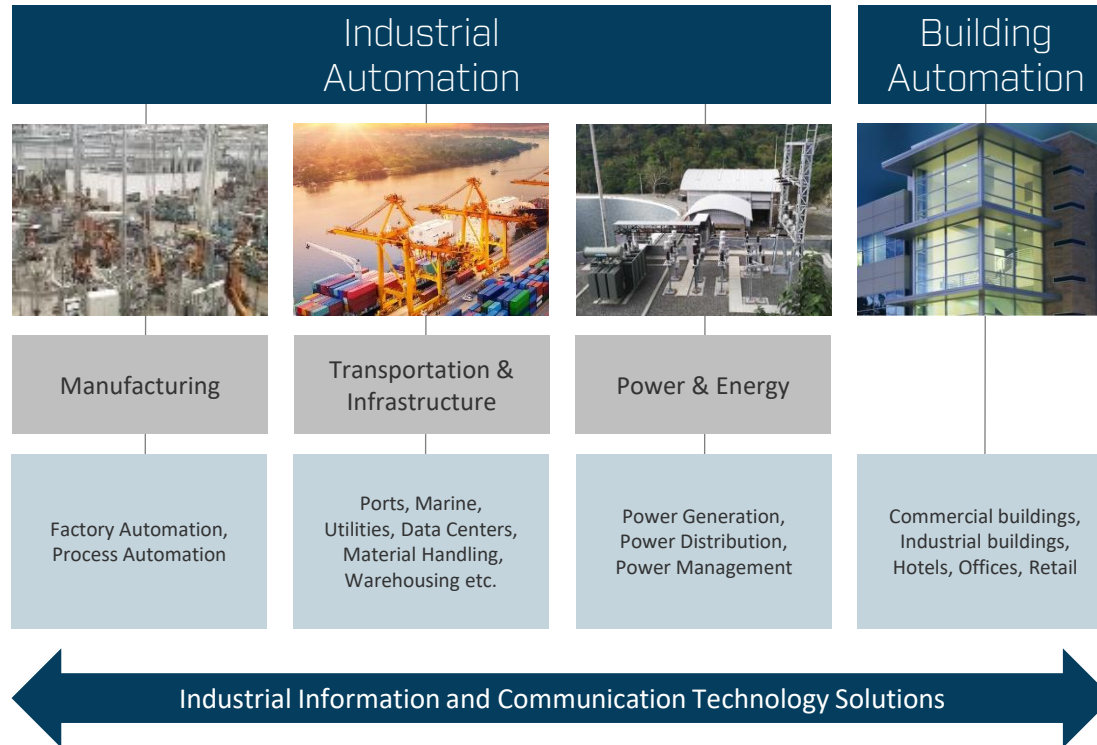 Industrial
Automation
Building
Automation
Manufacturing
Transportation &
Infrastructure
Power & Energy
Factory Automation,
Process Automation
Ports, Marine,
Utilities, Data Centers,
Material Handling,
Warehousing etc.
Power Generation,
Power Distribution,
Power Management
Commercial buildings,
Industrial buildings,
Hotels, Offices, Retail
Industrial Information and Communication Technology Solutions